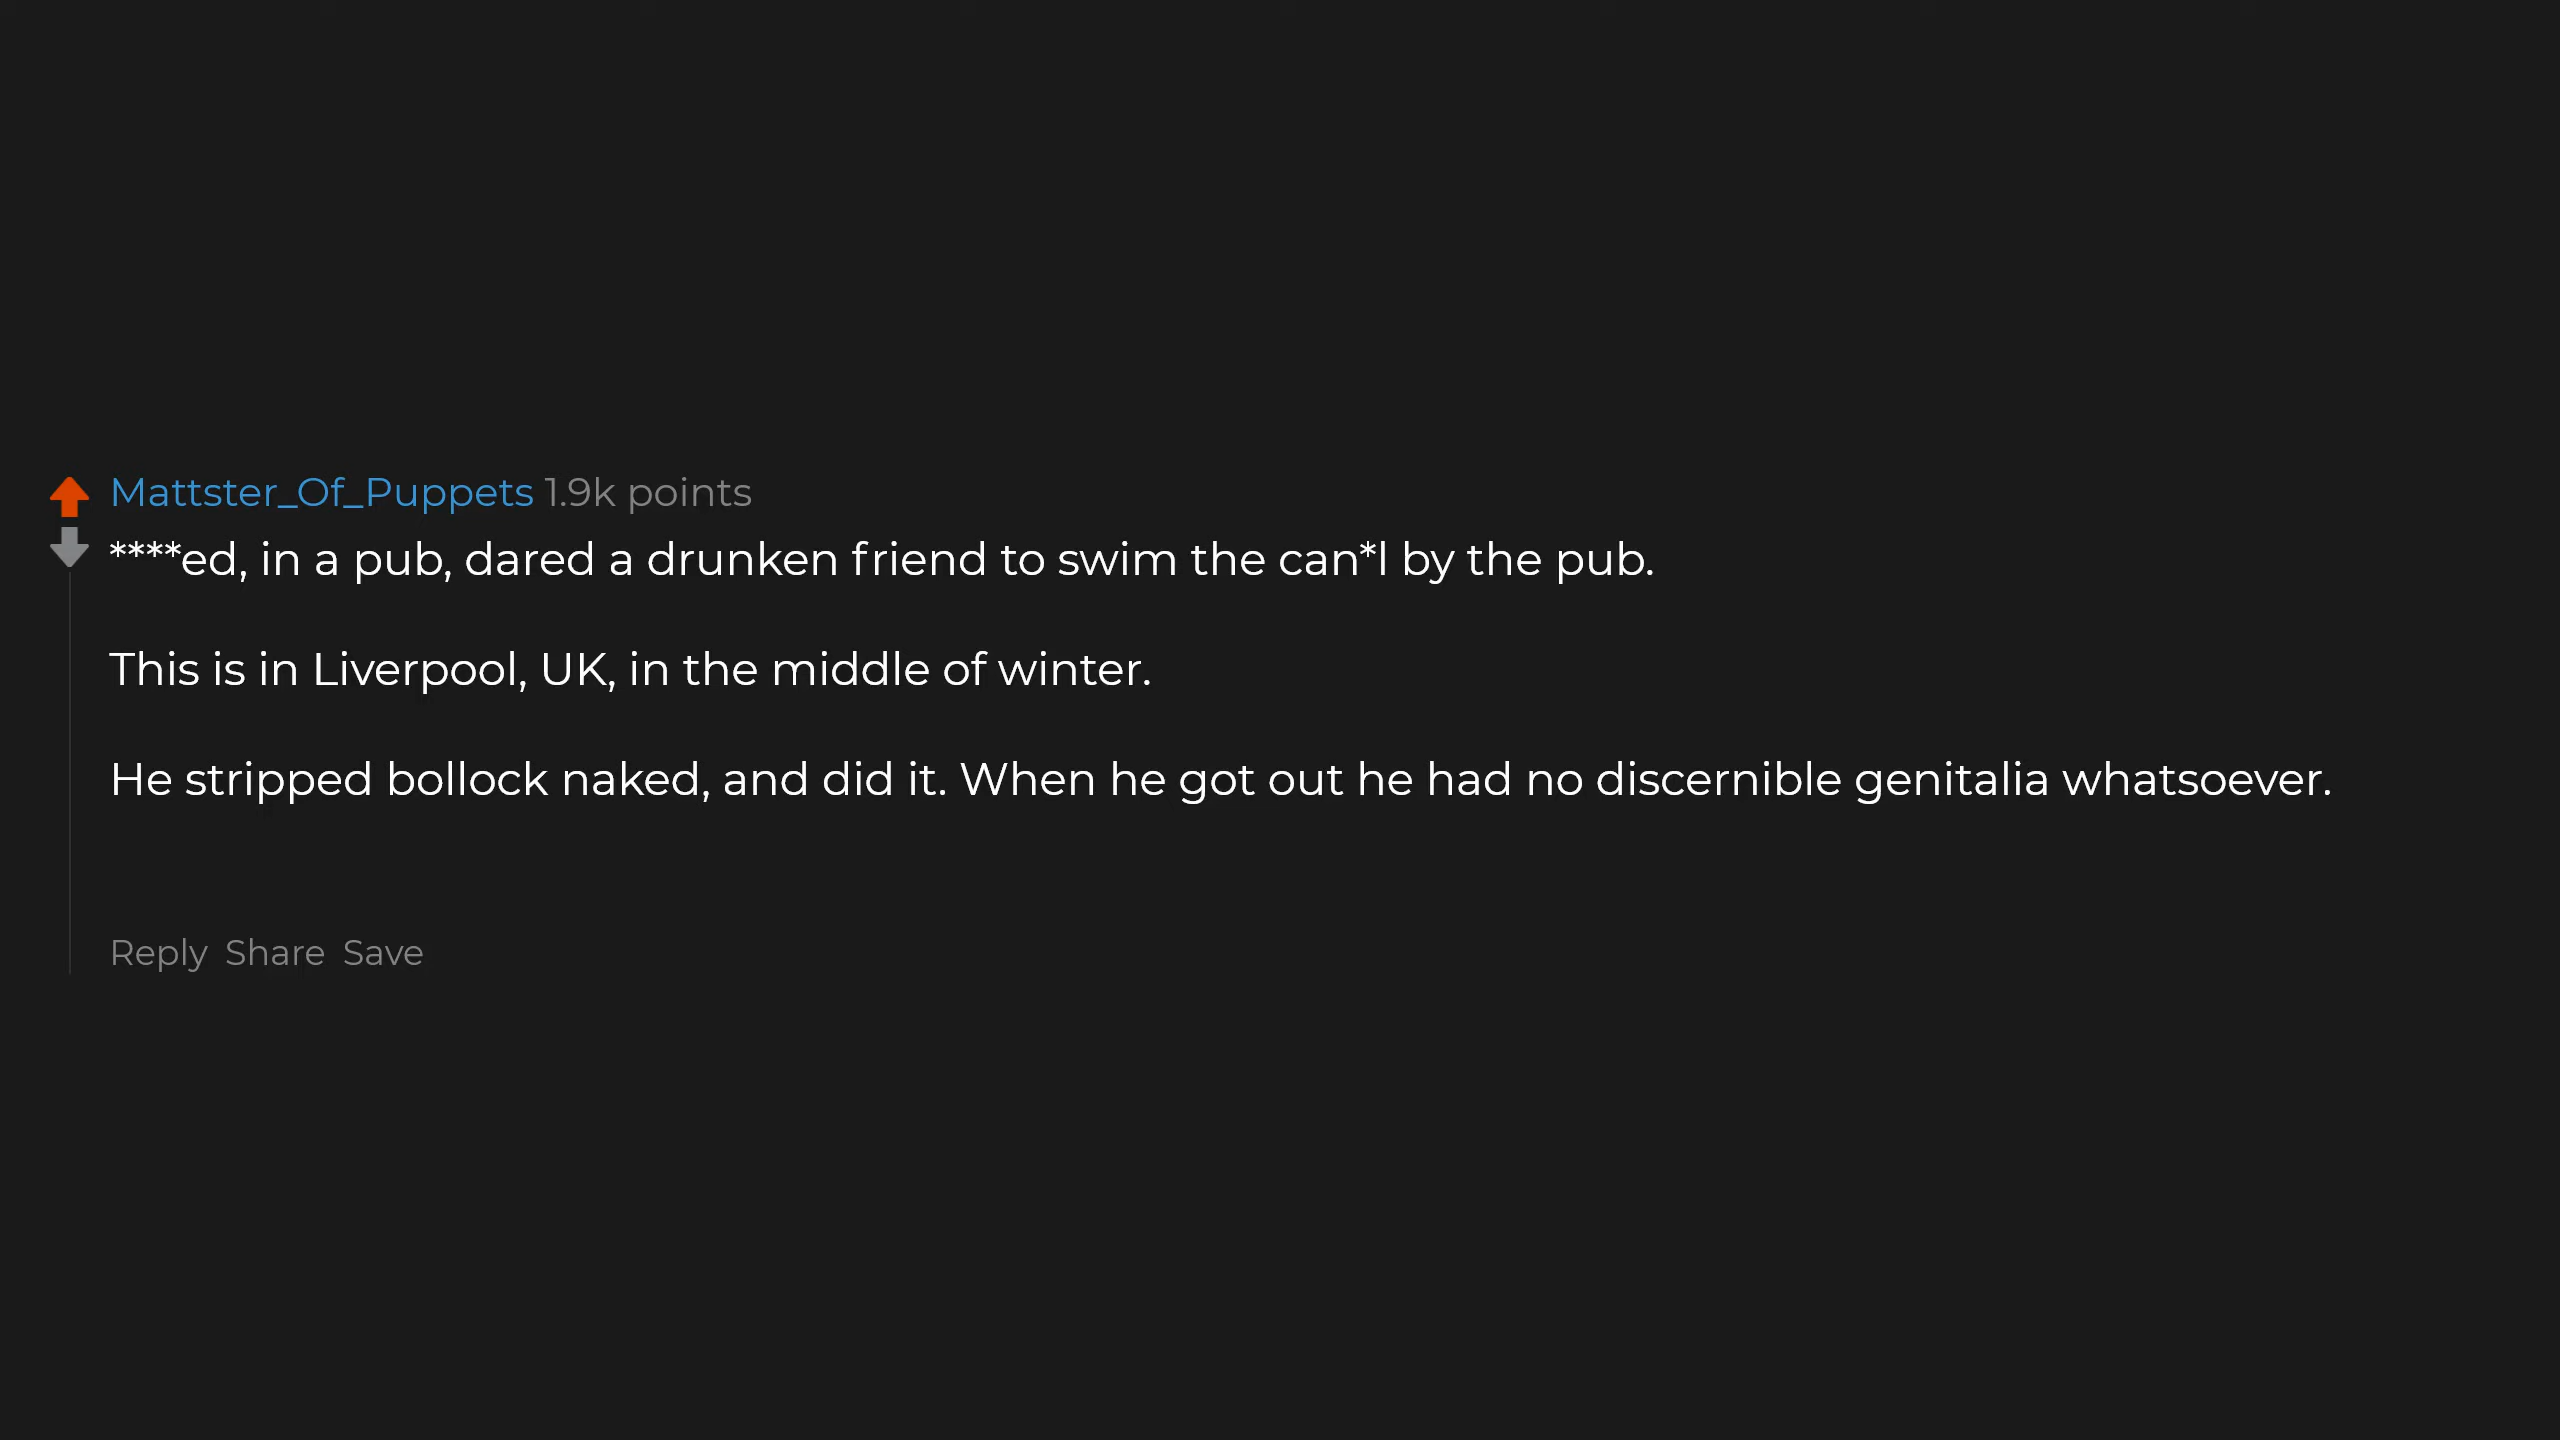 Mattster_Of_Puppets 1.9k points
****ed, in a pub, dared a drunken friend to swim the can*l by the pub.
This is in Liverpool, UK, in the middle of winter.
He stripped bollock naked, and did it. When he got out he had no discernible genitalia whatsoever.
Reply Share Save